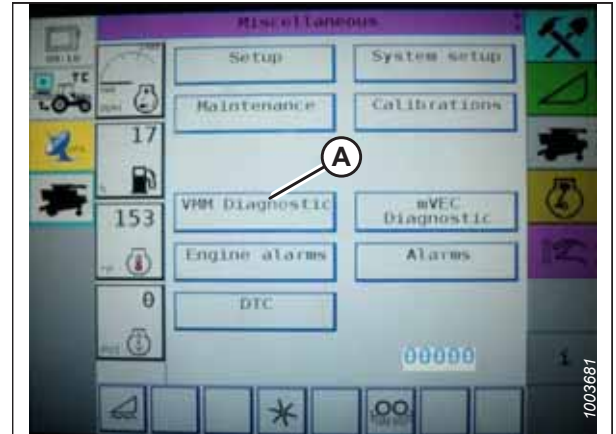 Miscellaneous
Setup
System setup
Maintenance
Calibrations
TC
17
A
VMM Diagnostic
mVEC
Diagnostic
153
Engine alarms
Alarms
0
DTC
00000
1003681